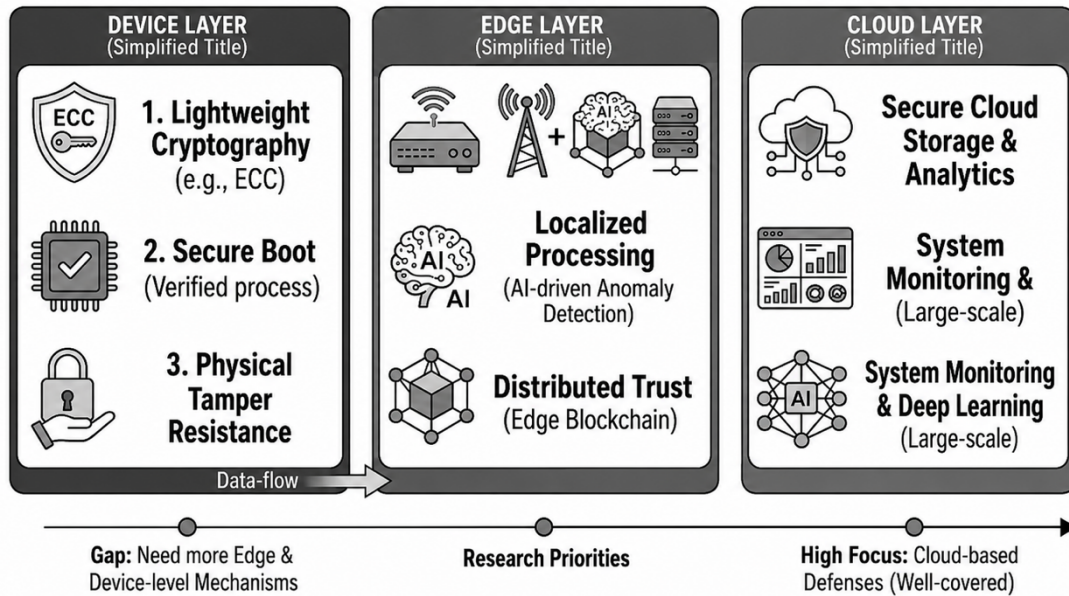 DEVICE LAYER
(Simplified Title)
ECC
1. Lightweight
Cryptography
(e.g., ECC)
2. Secure Boot
(Verified process)
3. Physical
Tamper
Resistance
Data-flow
EDGE LAYER
(Simplified Title)
+
AI
Localized
Processing
(AI-driven Anomaly
Detection)
AI
AI
Distributed Trust
(Edge Blockchain)
CLOUD LAYER
(Simplified Title)
Secure Cloud
Storage &
Analytics
System
Monitoring &
(Large-scale)
AI
System Monitoring
& Deep Learning
(Large-scale)
Gap: Need more Edge &
Device-level Mechanisms
Research Priorities
High Focus: Cloud-based
Defenses (Well-covered)